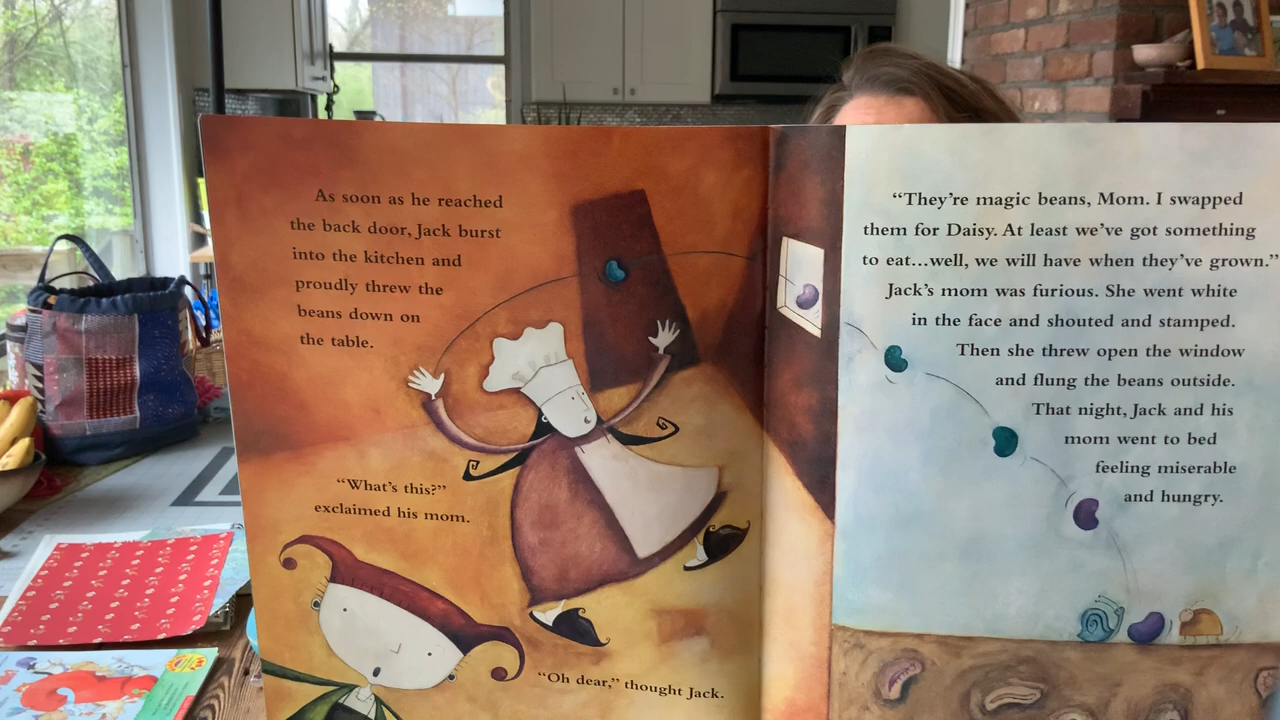 As soon as he reached
the back door, Jack burst
into the kitchen and
proudly threw the
beans down on
the table.
“What’s this?”
exclaimed his mom.
“Oh dear,” thought Jack.
“They’re magic beans, Mom. I swapped
them for Daisy. At least we’ve got something
to eat...well, we will have when they’ve grown.”
Jack’s mom was furious. She went white
in the face and shouted and stamped.
Then she threw open the window
and flung the beans outside.
That night, Jack and his
mom went to bed
feeling miserable
and hungry.